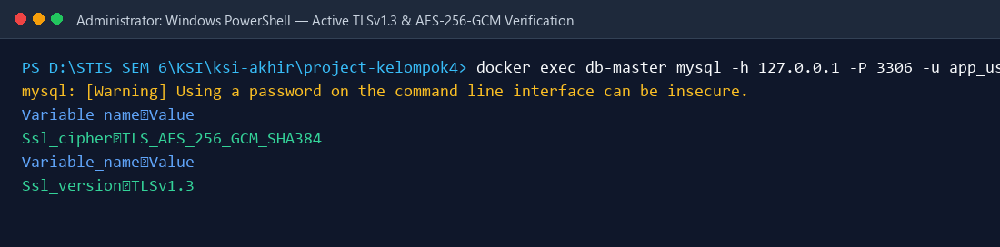 Administrator: Windows PowerShell — Active TLSv1.3 & AES-256-GCM Verification
PS D:\STIS SEM 6\KSI\ksi-akhir\project-kelompok4> docker exec db-master mysql -h 127.0.0.1 -P 3306 -u app_us
mysql: [Warning] Using a password on the command line interface can be insecure.
Variable_name Value
Ssl_cipher TLS_AES_256_GCM_SHA384
Variable_name Value
Ssl_version TLSv1.3